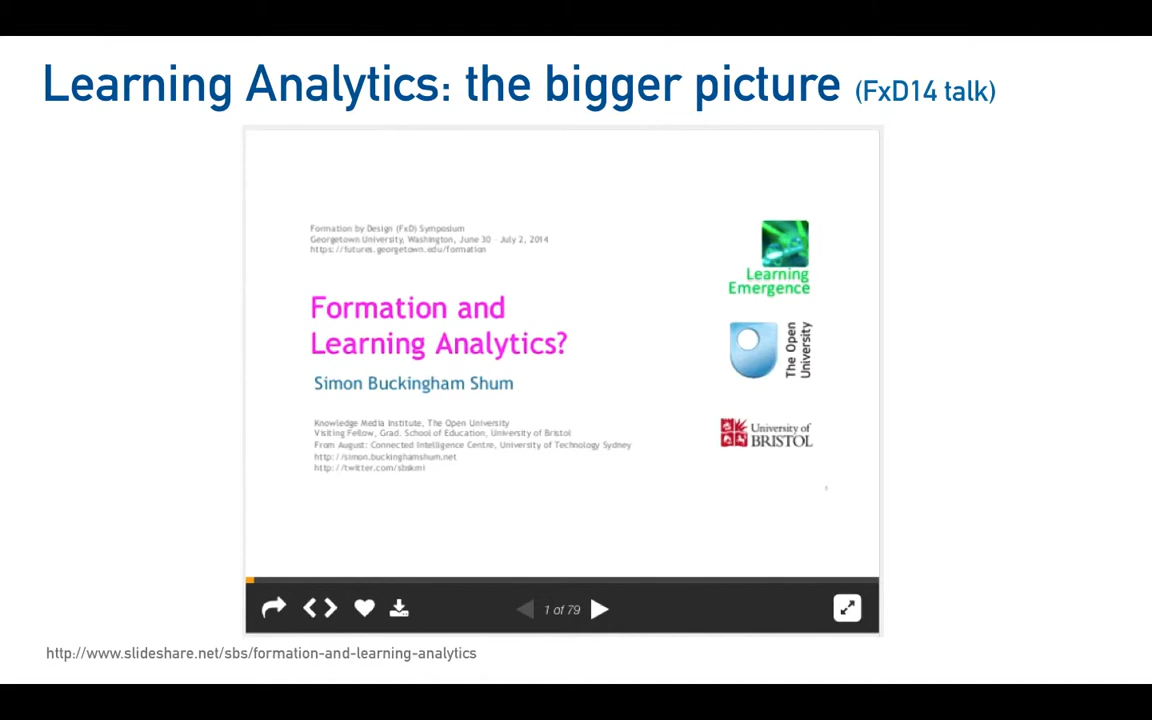 Learning Analytics: the bigger picture (FxD14 talk)
Formation by Design (FxD) Symposium
Georgetown University, Washington, June 30 - July 2, 2014
https://futures.georgetown.edu/formation
Formation and
Learning Analytics?
Simon Buckingham Shum
Knowledge Media Institute, The Open University
Visiting Fellow, Grad. School of Education, University of Bristol
From August: Connected Intelligence Centre, University of Technology Sydney
http://simon.buckinghamshum.net
http://twitter.com/sbskmi
Learning
Emergence
The Open
University
University of
BRISTOL
1 of 79
http://www.slideshare.net/sbs/formation-and-learning-analytics